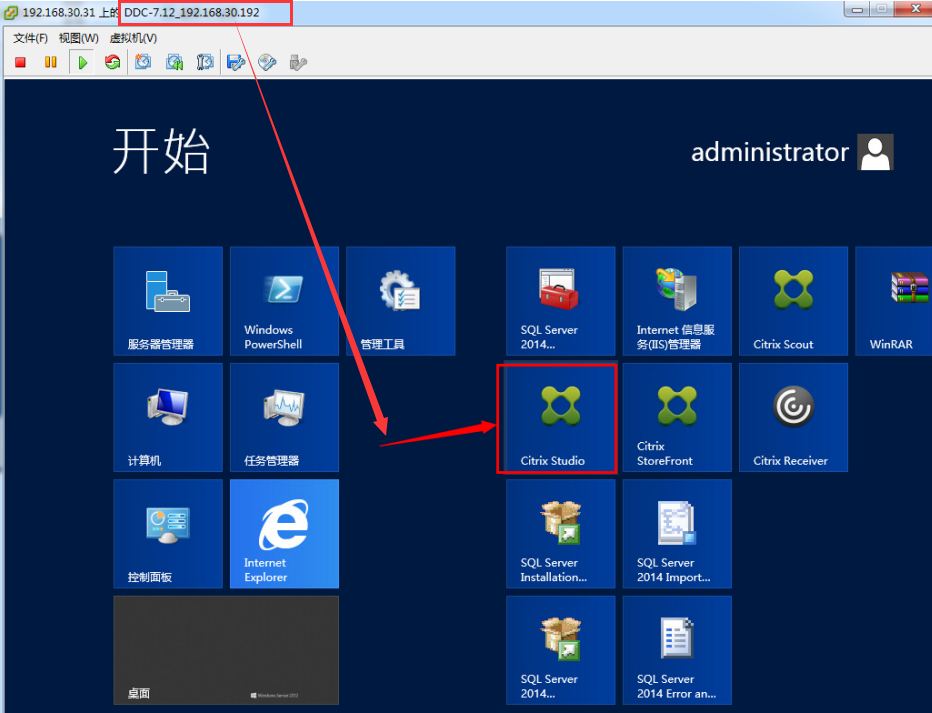 192.168.30.31 上的 DDC-7.12_192.168.30.192
文件(F) 视图(W) 虚拟机(V)
开始
administrator
服务器管理器
Windows
PowerShell
管理工具
SQL Server
2014...
Internet 信息服
务(IIS)管理器
Citrix Scout
WinRAR
计算机
任务管理器
Citrix Studio
Citrix
StoreFront
Citrix Receiver
控制面板
Internet
Explorer
SQL Server
Installation...
SQL Server
2014 Import...
桌面
Windows Server 2012
SQL Server
2014...
SQL Server
2014 Error an...